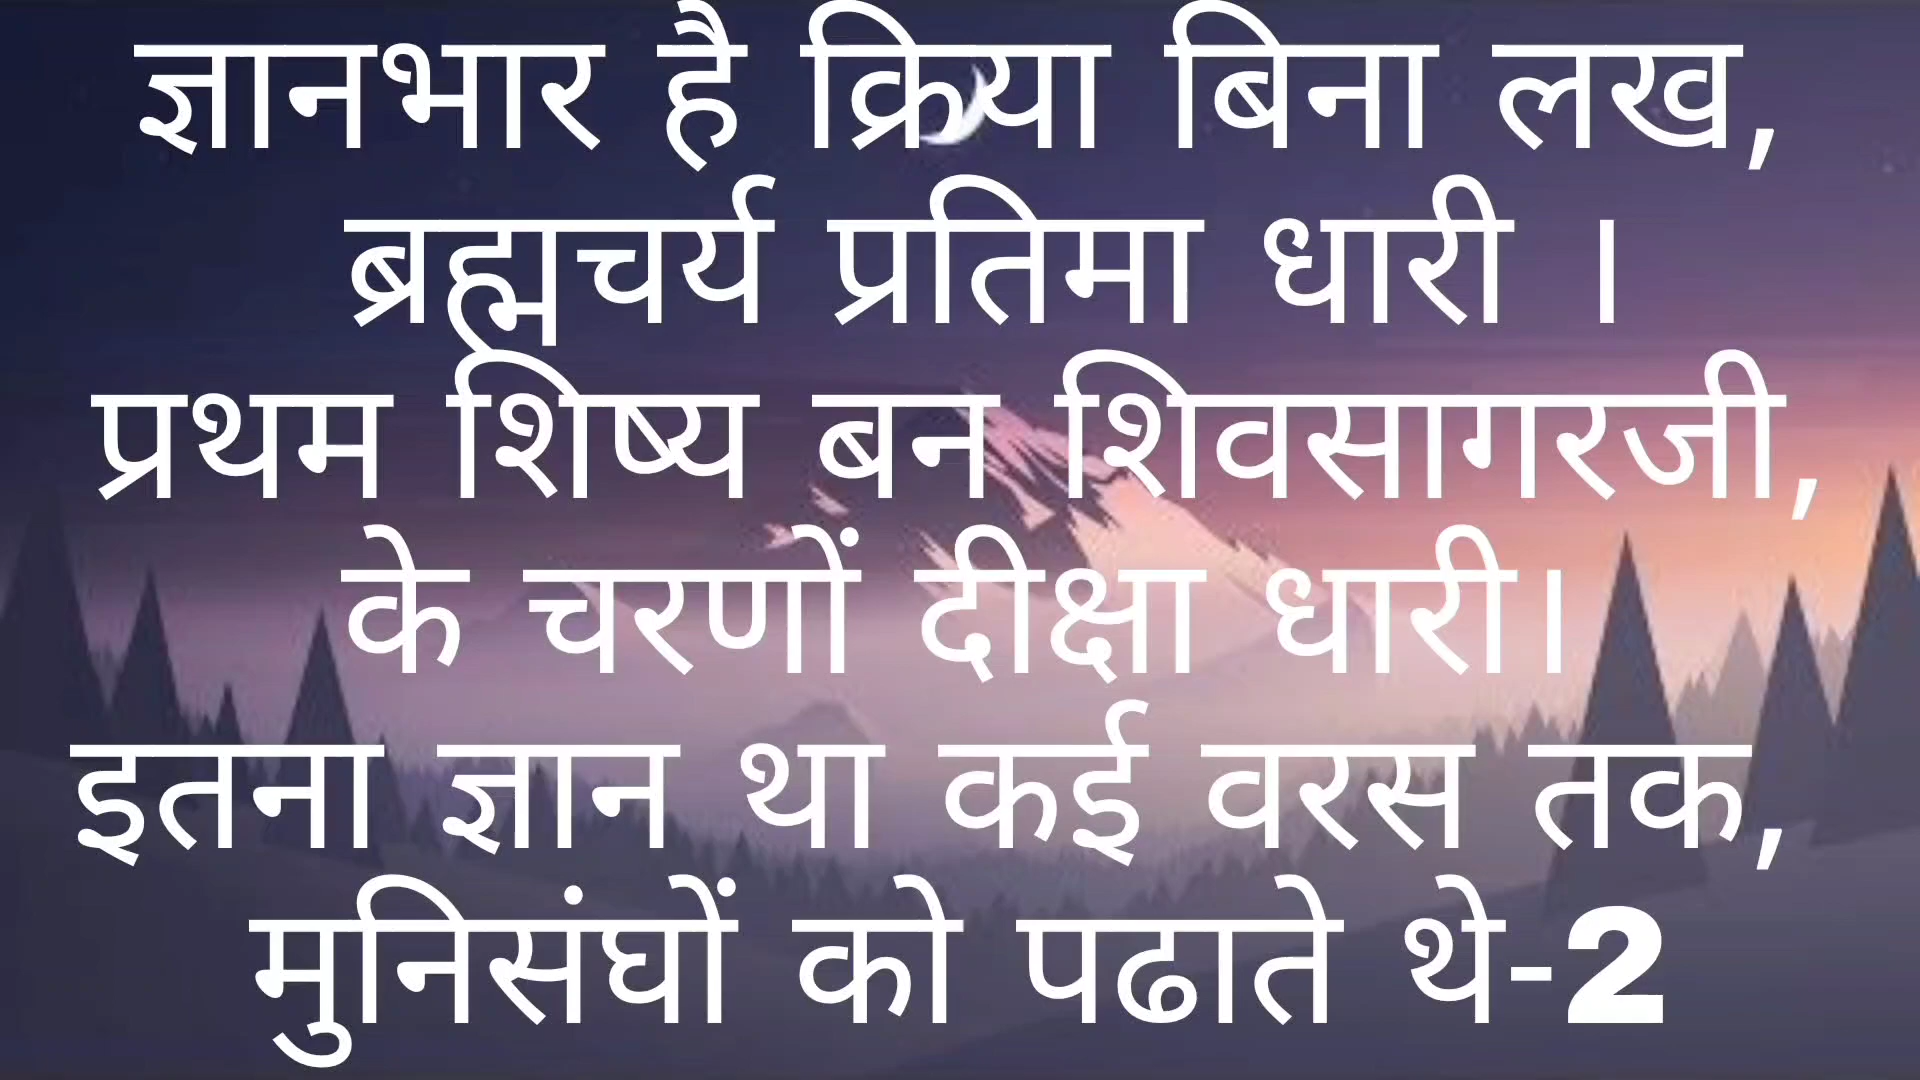 ज्ञानभार है क्रिया बिना लख,
ब्रह्मचर्य प्रतिमा धारी ।
प्रथम शिष्य बन शिवसागरजी,
के चरणों दीक्षा धारी।
इतना ज्ञान था कई वरस तक,
मुनिसंघों को पढाते थे-2